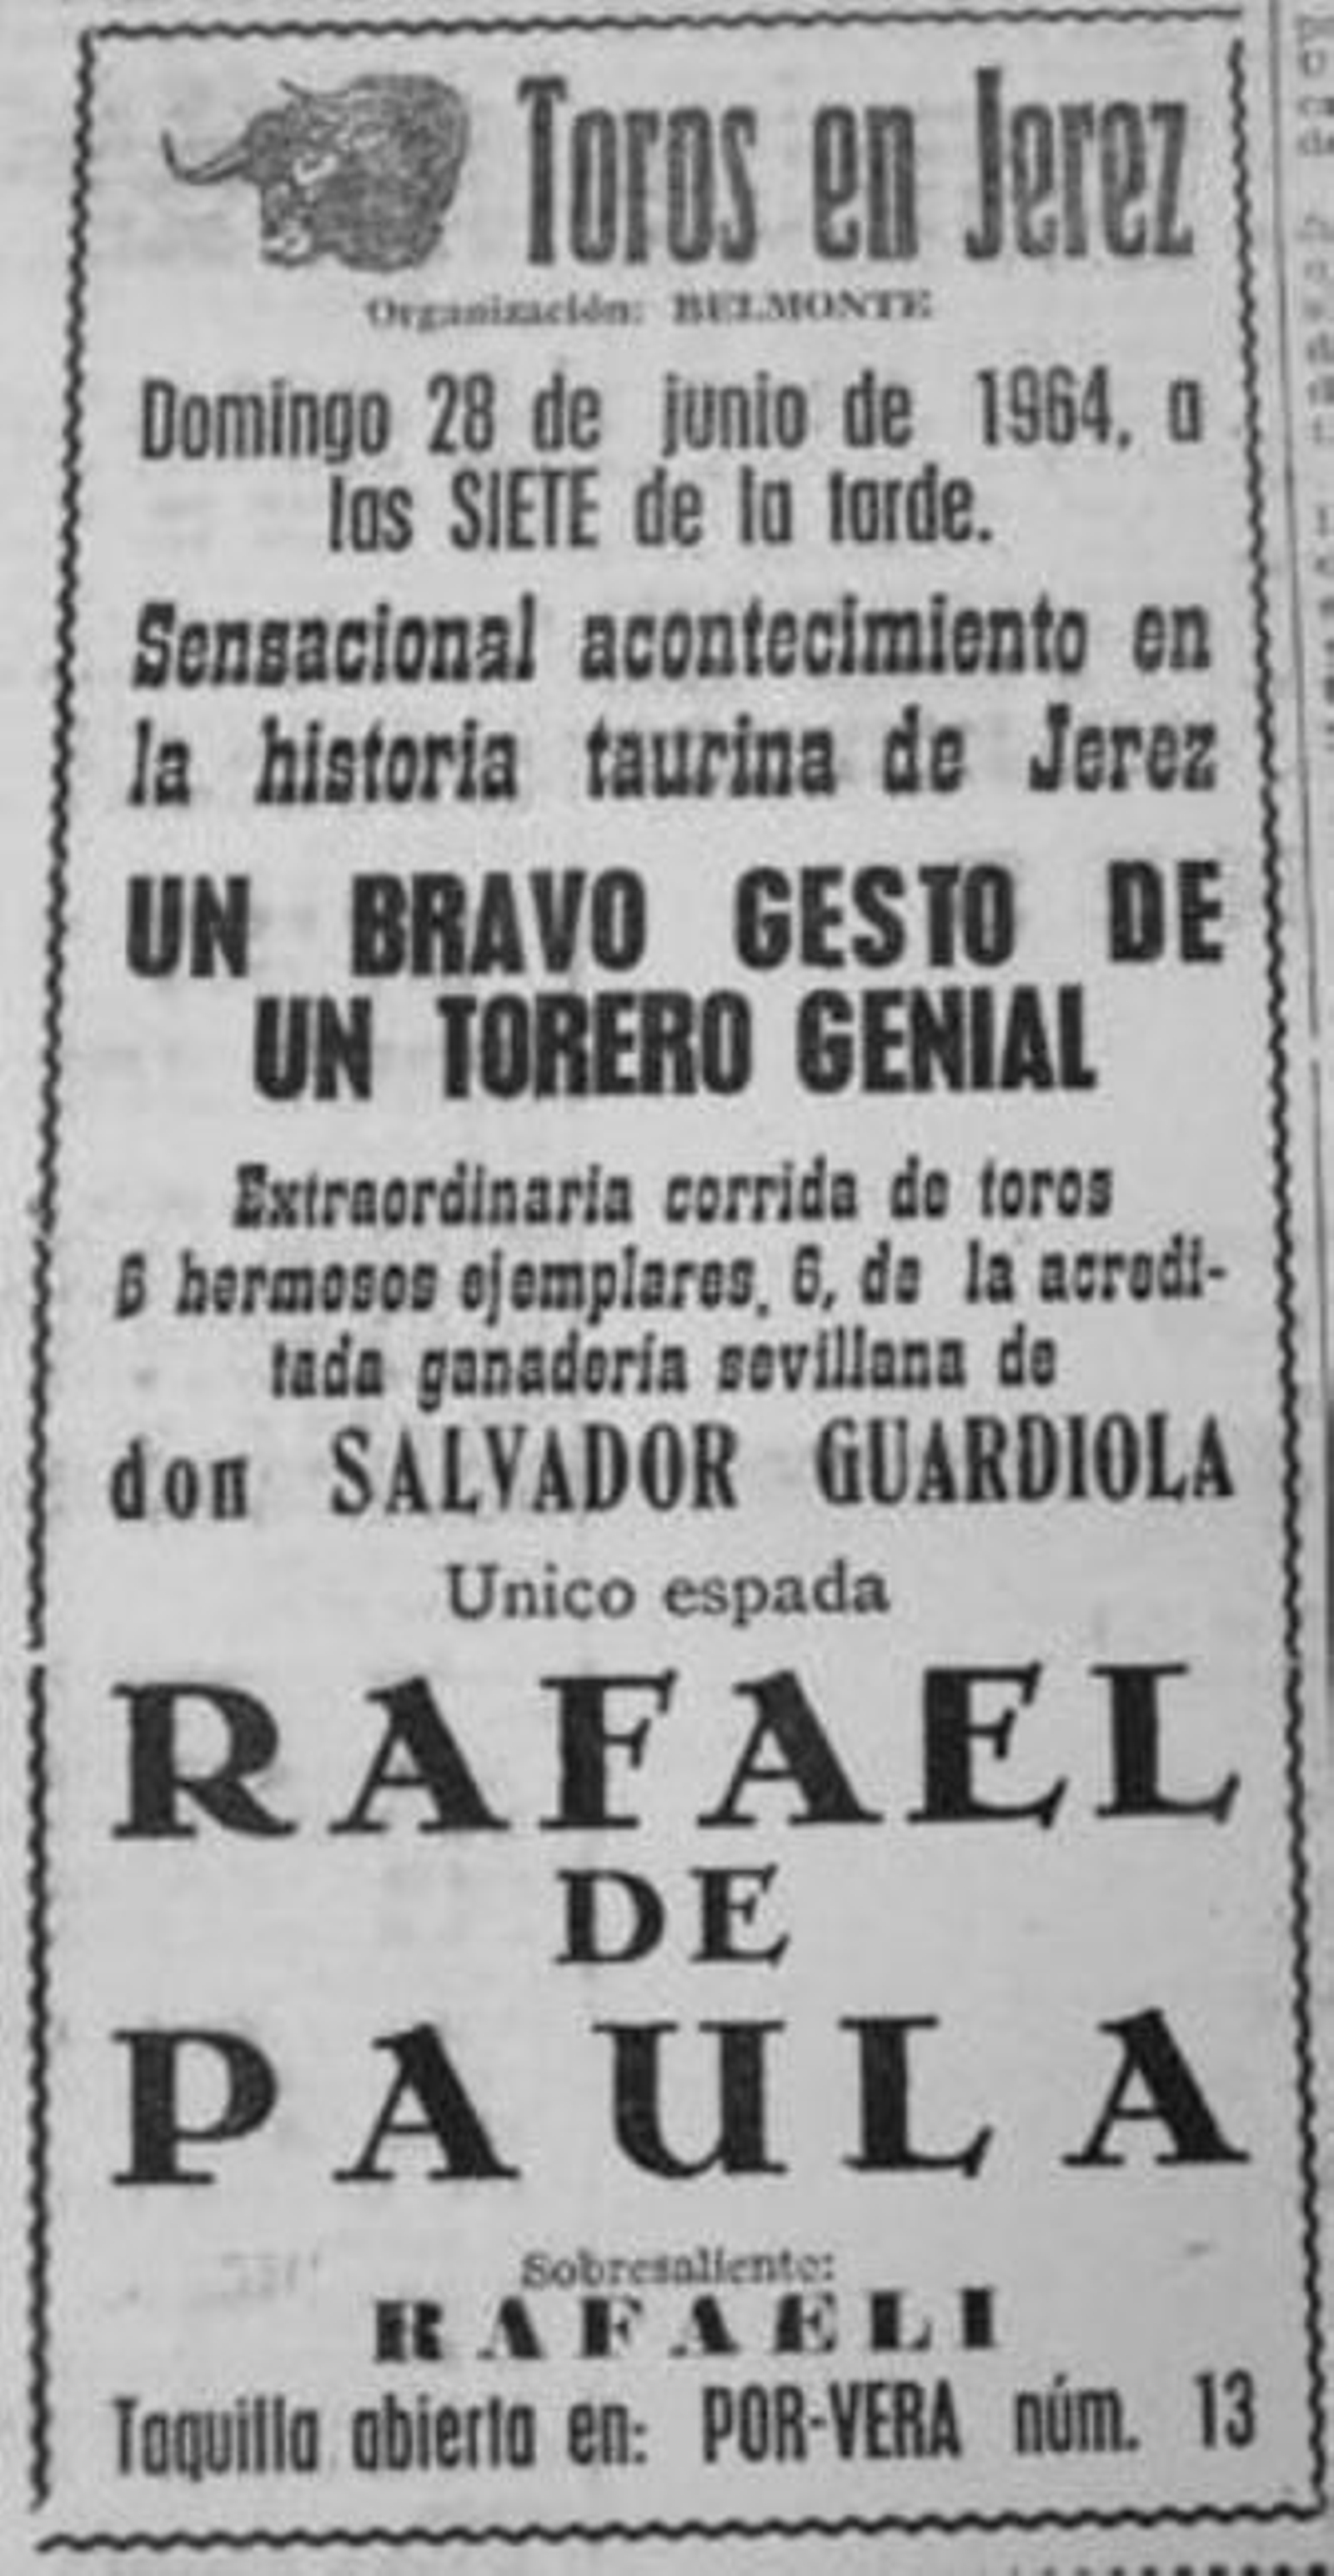 Toros en Jerez
Organización: BELMONTE
Domingo 28 de junio de 1964, a
las SIETE de la tarde.
Sensacional acontecimiento en
la historia taurina de Jerez
UN BRAVO GESTO DE
UN TORERO GENIAL
Extraordinaria corrida de toros
6 hermosos ejemplares, 6, de la acredi-
tada ganadería sevillana de
don SALVADOR GUARDIOLA
Unico espada
RAFAEL
DE
PAULA
Sobresaliente:
RAFAELI
Taquilla abierta en: POR-VERA núm. 13